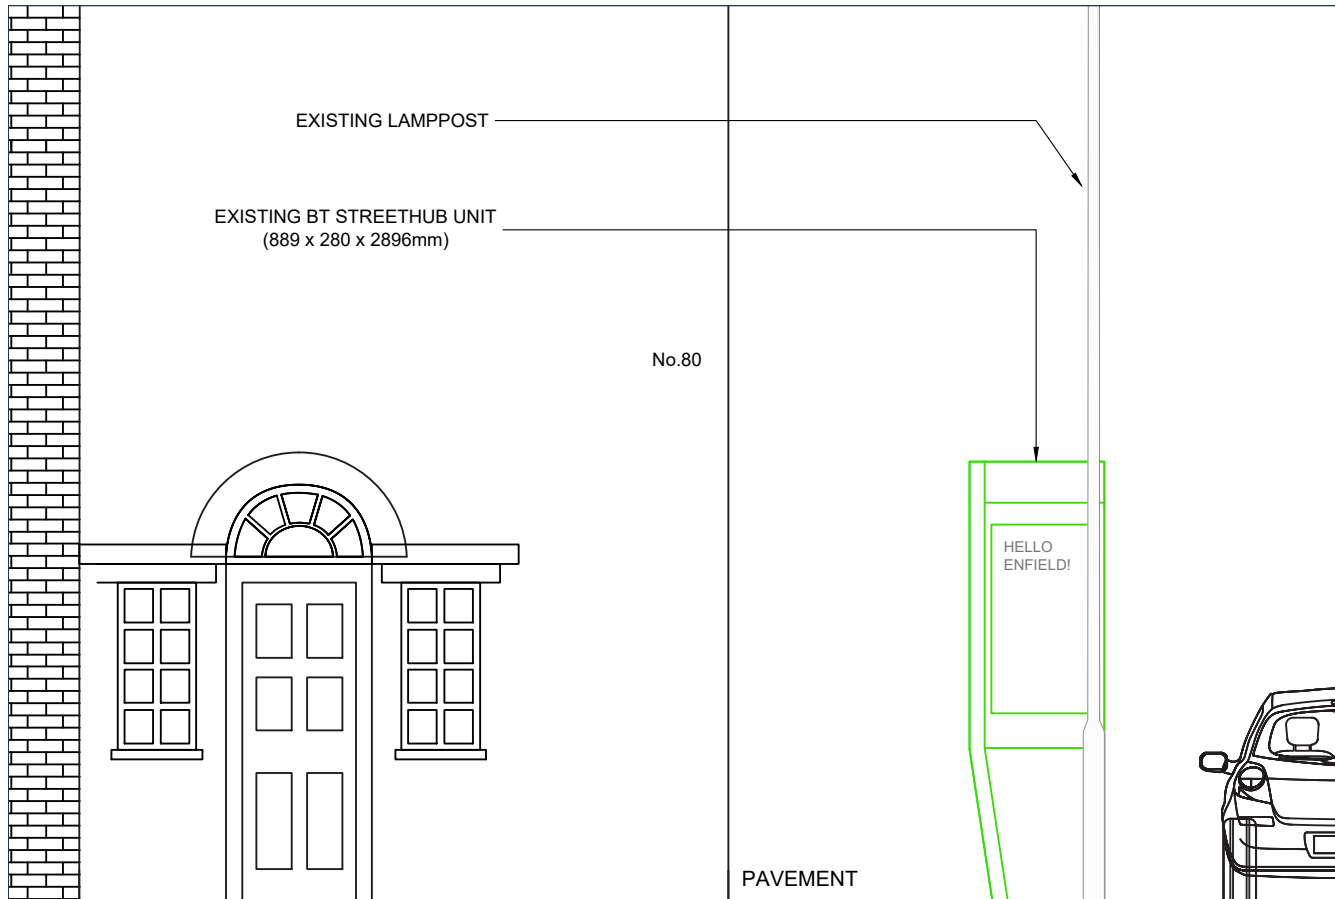 EXISTING LAMPPOST
EXISTING BT STREETHUB UNIT
(889 x 280 x 2896mm)
No.80
HELLO
ENFIELD!
PAVEMENT